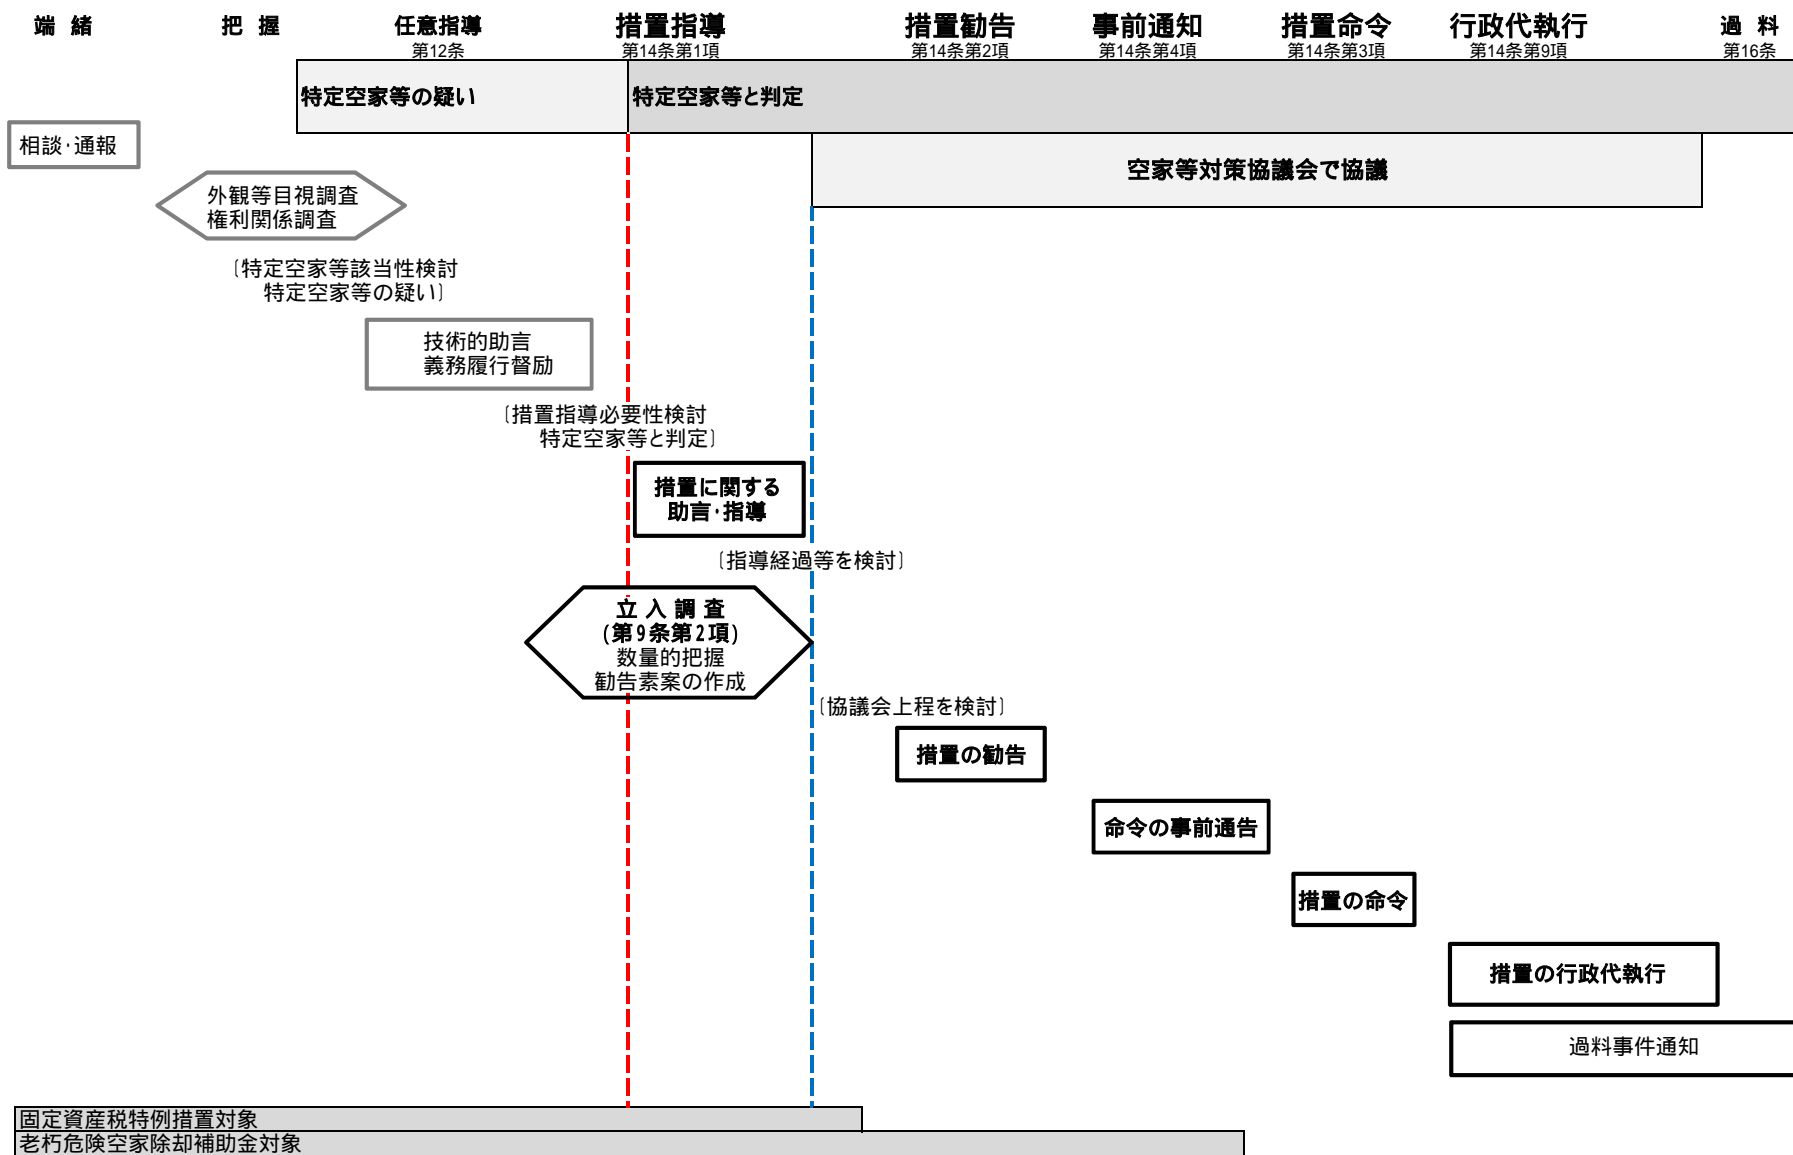 端 緒
把 握
任意指導
措置指導
措置勧告
事前通知
措置命令
行政代執行
過 料
第12条
第14条第1項
第14条第2項
第14条第4項
第14条第3項
第14条第9項
第16条
特定空家等の疑い
特定空家等と判定
相談・通報
空家等対策協議会で協議
外観等目視調査
権利関係調査
〔特定空家等該当性検討
特定空家等の疑い〕
技術的助言
義務履行督励
〔措置指導必要性検討
特定空家等と判定〕
措置に関する
助言・指導
〔指導経過等を検討〕
立 入 調 査
(第9条第2項)
数量的把握
勧告素案の作成
〔協議会上程を検討〕
措置の勧告
命令の事前通告
措置の命令
措置の行政代執行
過料事件通知
固定資産税特例措置対象
老朽危険空家除却補助金対象